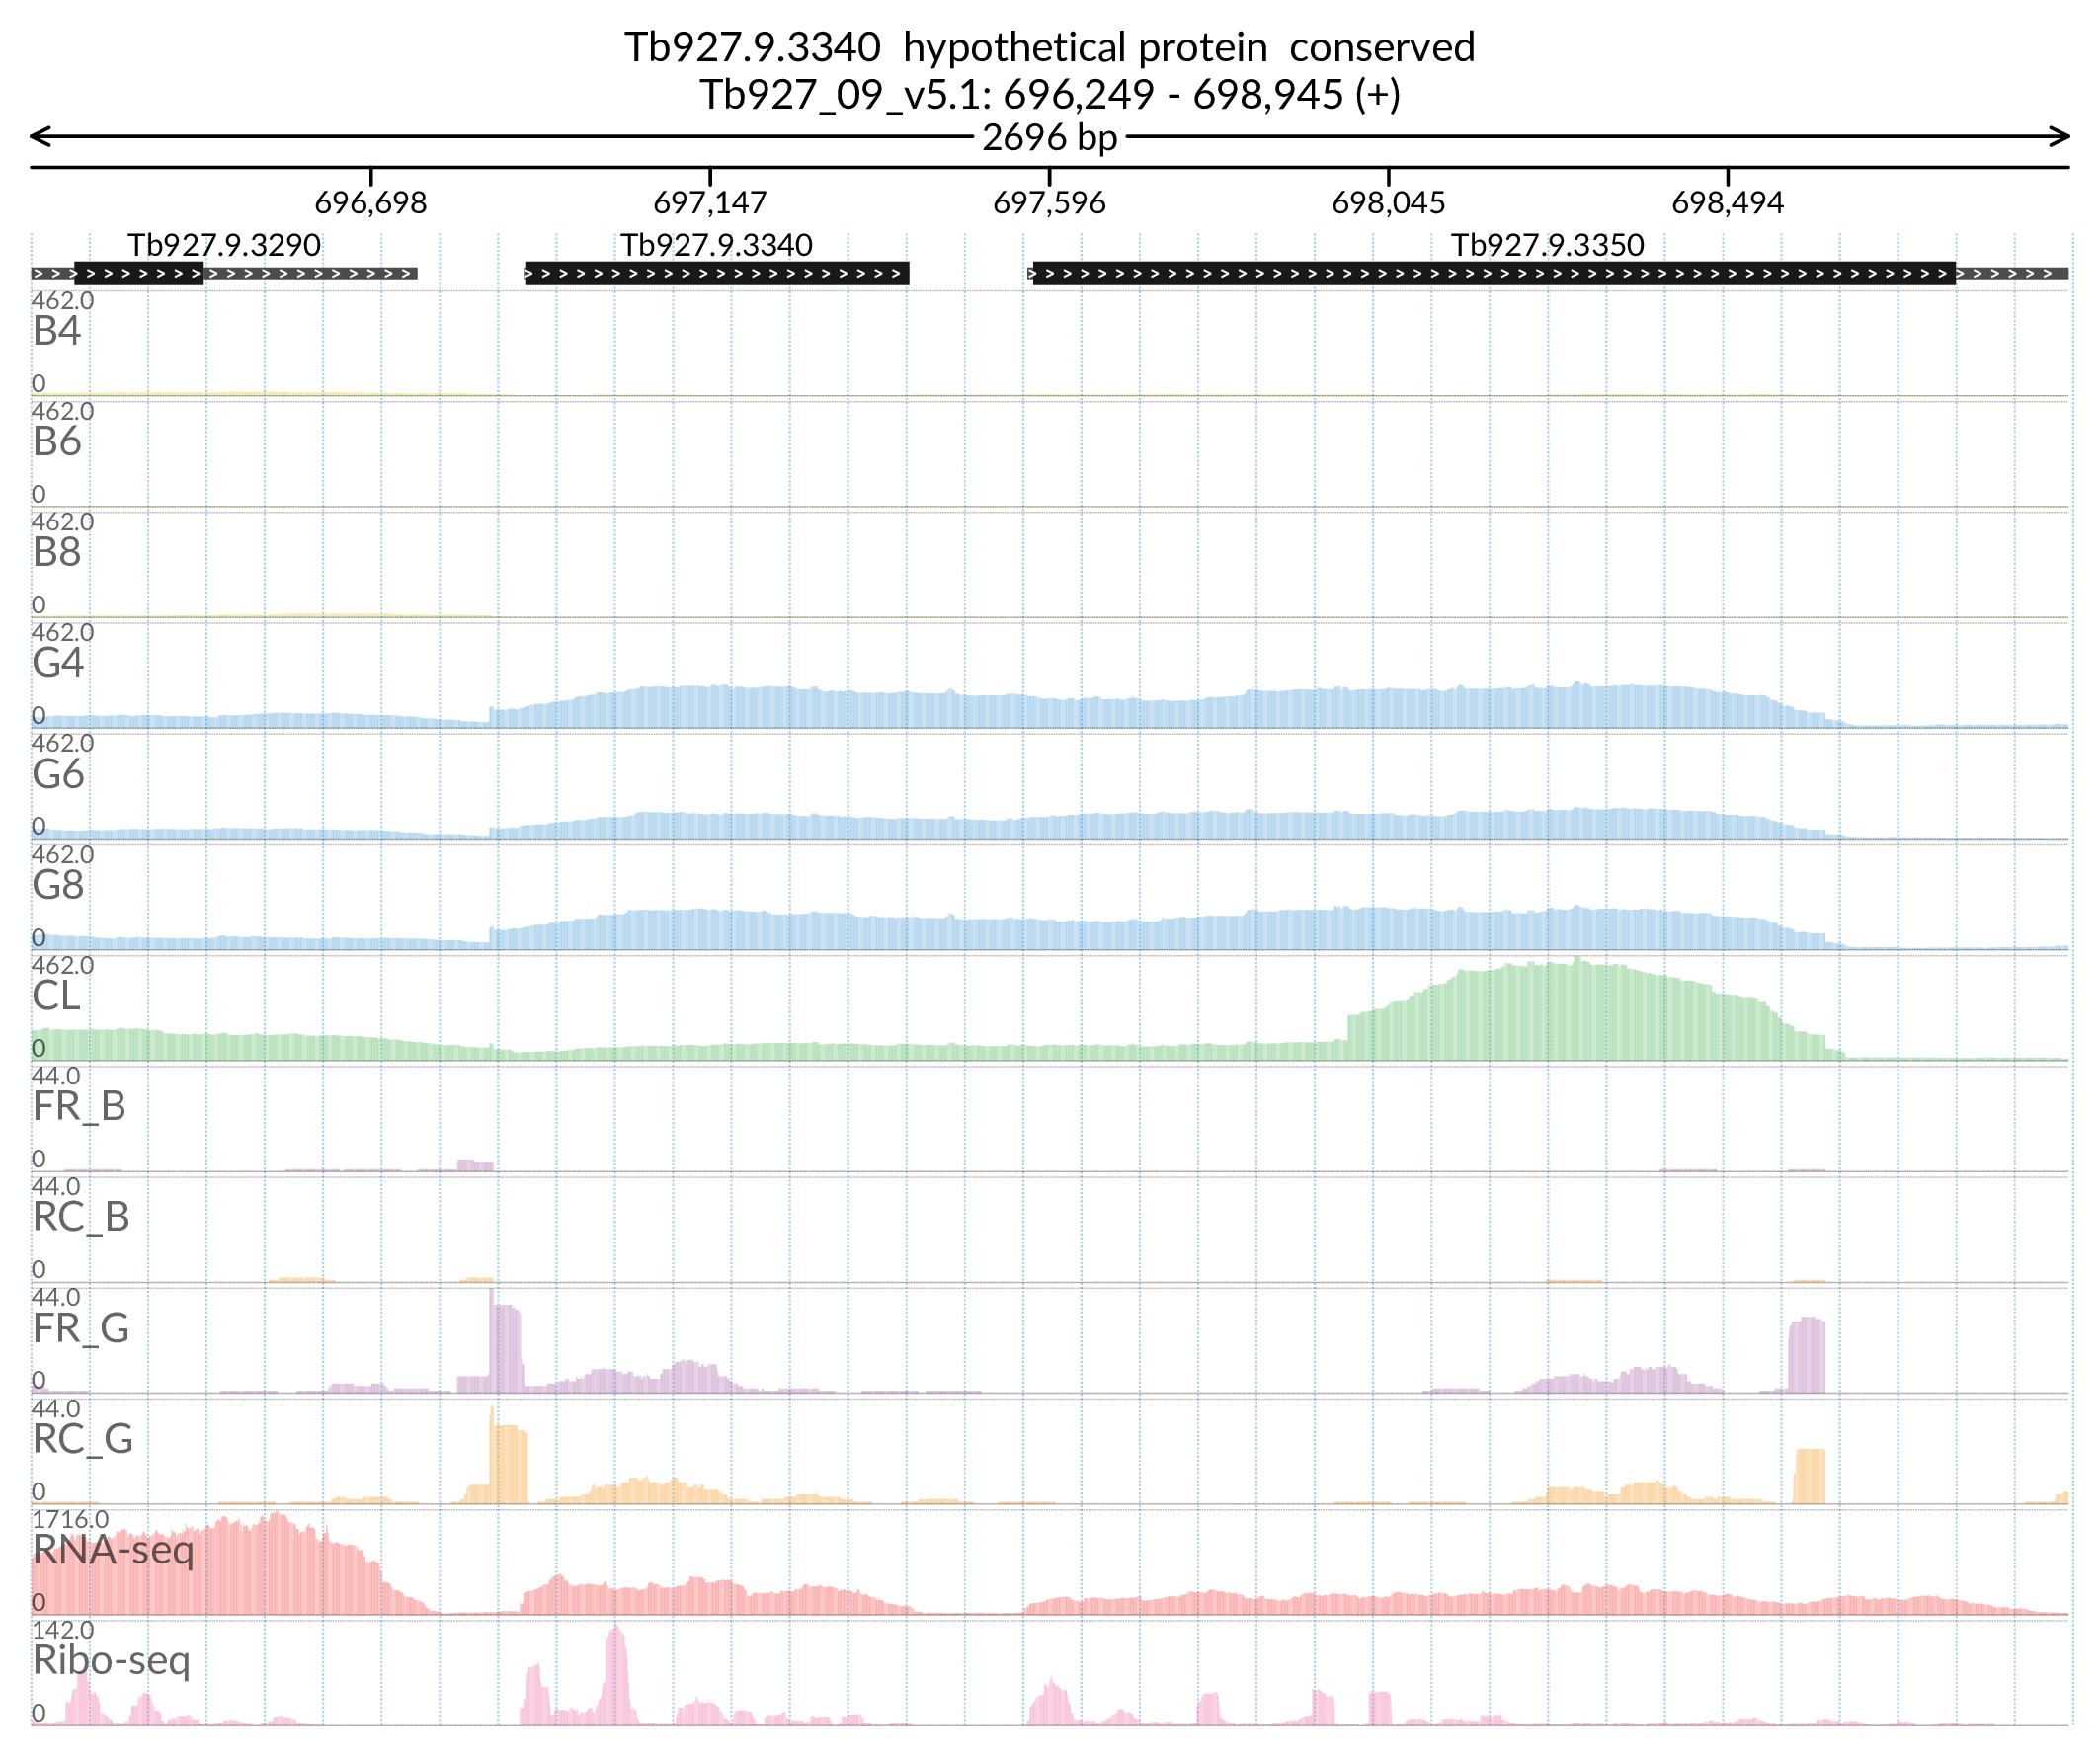 Tb927.9.3340 hypothetical protein conserved
Tb927_09_v5.1: 696,249 - 698,945 (+)
2696 bp
696,698 697,147 697,596 698,045 698,494
Tb927.9.3290 Tb927.9.3340 Tb927.9.3350
462.0
B4
0
462.0
B6
0
462.0
B8
0
462.0
G4
0
462.0
G6
0
462.0
G8
0
462.0
CL
0
44.0
FR_B
0
44.0
RC_B
0
44.0
FR_G
0
44.0
RC_G
0
1716.0
RNA-seq
0
142.0
Ribo-seq
0